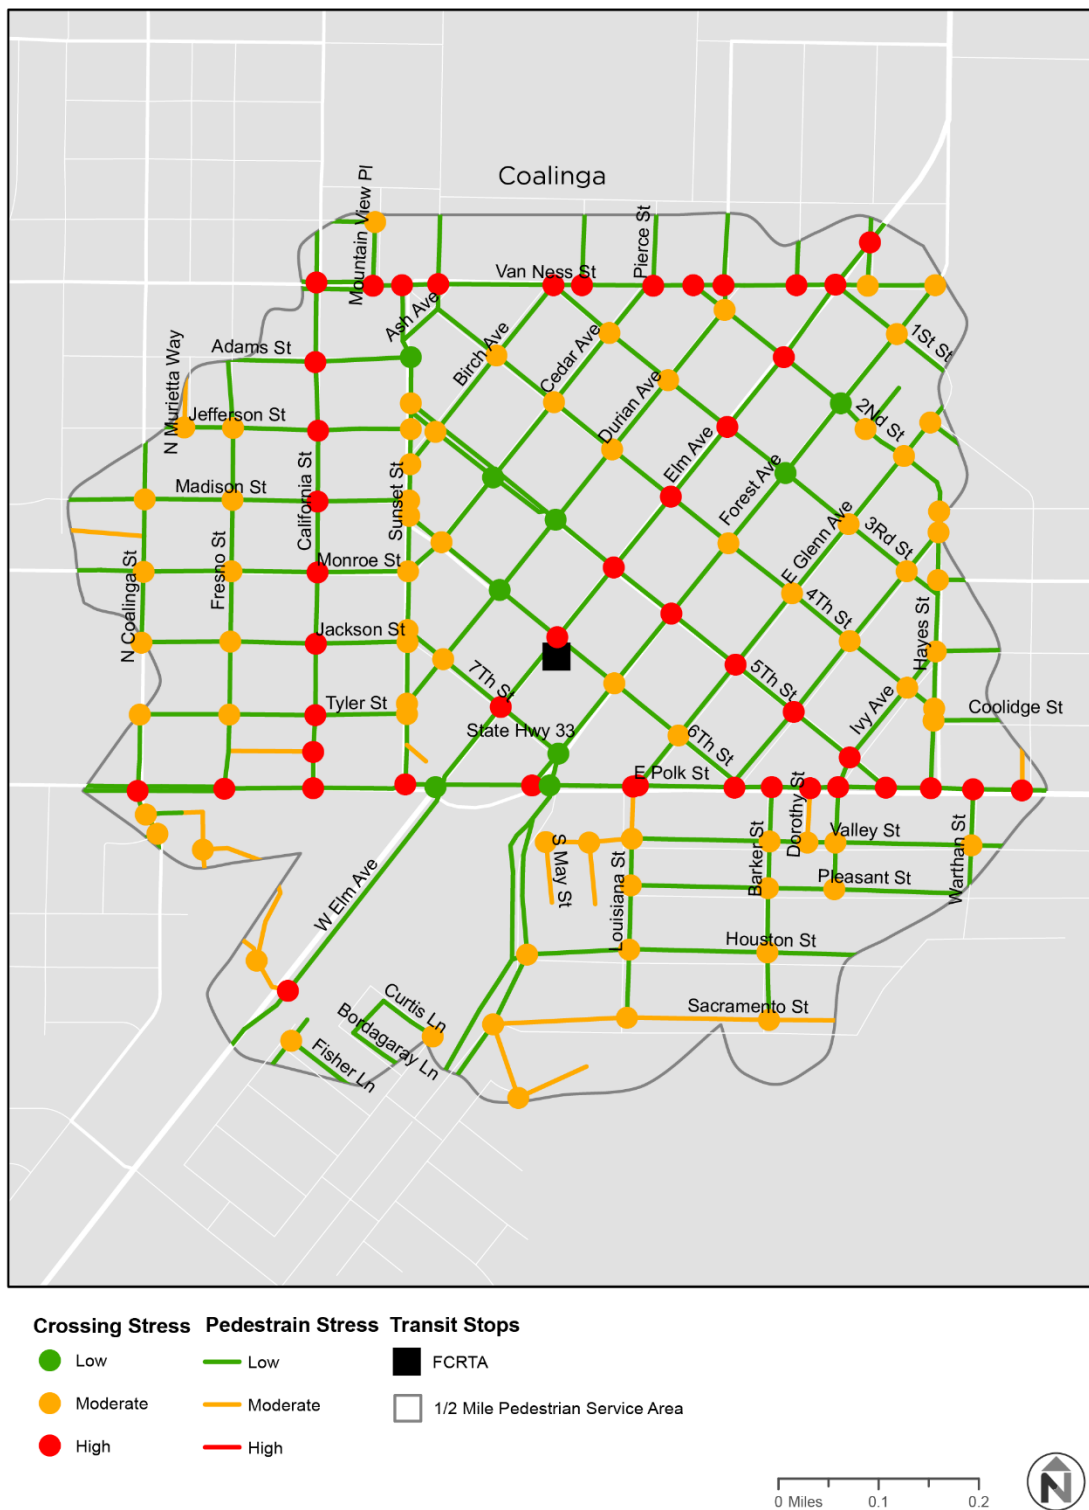 Coalinga
Mountain View Pl
Pierce St
Van Ness St
Ash Ave
1St St
N Murietta Way
Adams St
Birch Ave
Cedar Ave
Durian Ave
2Nd St
Jefferson St
Elm Ave
Forest Ave
Madison St
California St
Sunset St
E Glenn Ave
3Rd St
Monroe St
Fresno St
N Coalinga St
4Th St
Hayes St
Jackson St
7Th St
5Th St
Ivy Ave
Tyler St
Coolidge St
State Hwy 33
6Th St
E Polk St
Dorothy St
Valley St
Barker St
Warthan St
S May St
Pleasant St
Louisiana St
W Elm Ave
Houston St
Curtis Ln
Sacramento St
Bordagaray Ln
Fisher Ln
Crossing Stress
Low
Moderate
High
Pedestrain Stress
Low
Moderate
High
Transit Stops
FCRTA
1/2 Mile Pedestrian Service Area
0 Miles 0.1 0.2
N